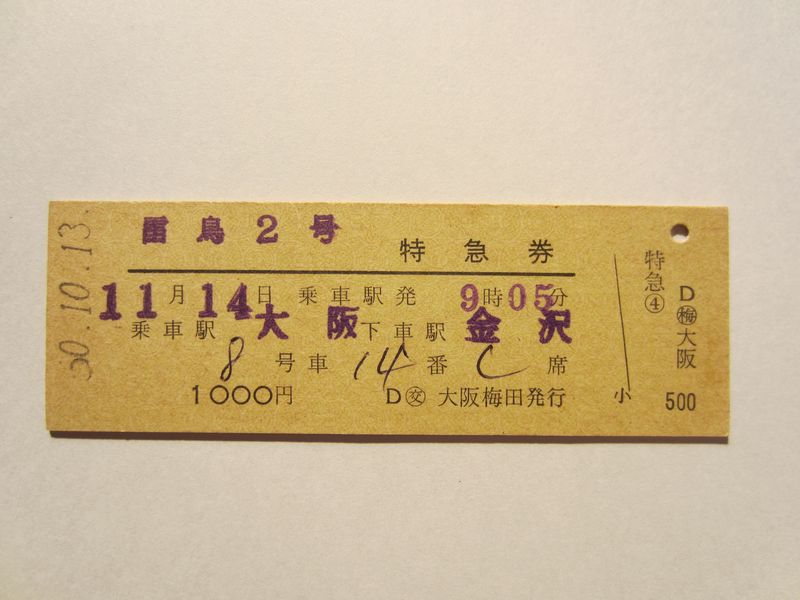 50.10.13.
雷鳥2号
特急券
11月14日 乗車駅発 9時05分
乗車駅 大阪 下車駅 金沢
8号車 14番 C席
1000円 D㊋交 大阪梅田発行
特急④
D梅大阪
小 500